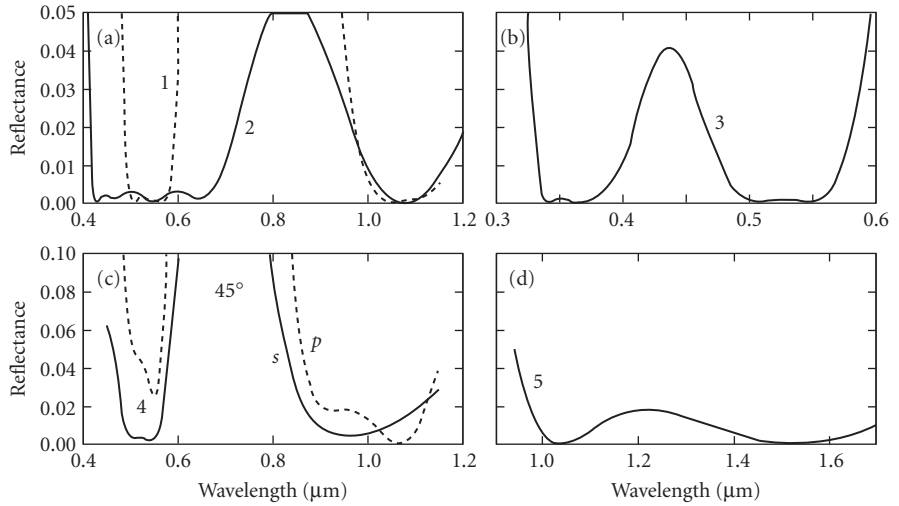 (a)
(b)
0.05
0.04
0.03
0.02
0.01
0.00
Reflectance
1
2
3
0.4 0.6 0.8 1.0 1.2
0.3 0.4 0.5 0.6
(c)
(d)
0.10
0.08
0.06
0.04
0.02
0.00
Reflectance
45°
s
p
4
5
0.4 0.6 0.8 1.0 1.2
1.0 1.2 1.4 1.6
Wavelength (μm)
Wavelength (μm)